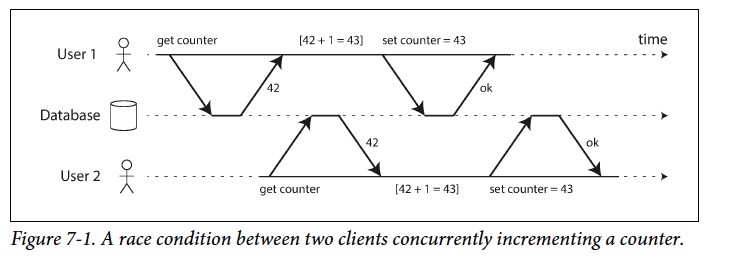 get counter [42 + 1 = 43] set counter = 43 time
User 1
42 ok
Database
42 ok
User 2
get counter [42 + 1 = 43] set counter = 43
Figure 7-1. A race condition between two clients concurrently incrementing a counter.